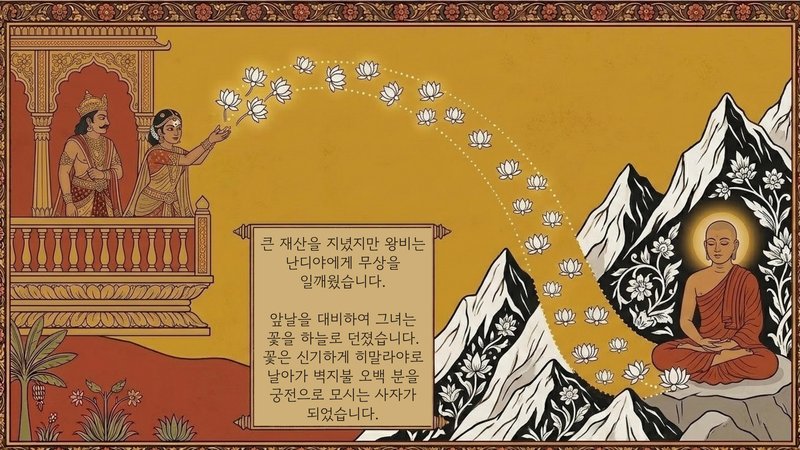 큰 재산을 지녔지만 왕비는
난디야에게 무상을
일깨웠습니다.
앞날을 대비하여 그녀는
꽃을 하늘로 던졌습니다.
꽃은 신기하게 히말라야로
날아가 벽지불 오백 분을
궁전으로 모시는 사자가
되었습니다.